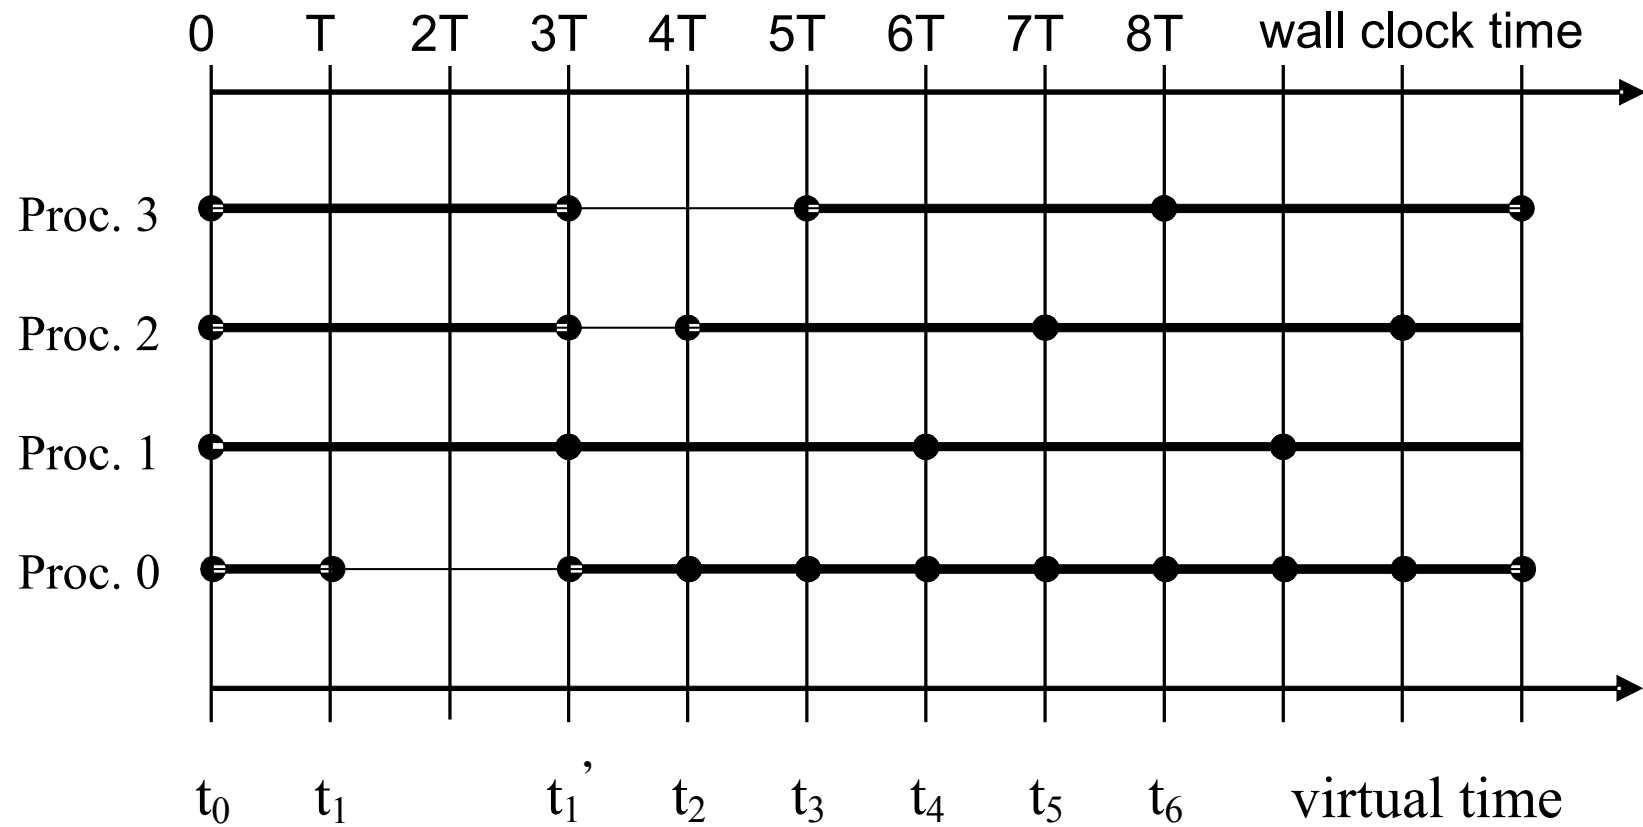 0 T 2T 3T 4T 5T 6T 7T 8T wall clock time
Proc. 3
Proc. 2
Proc. 1
Proc. 0
t₀ t₁ t₁’ t₂ t₃ t₄ t₅ t₆ virtual time